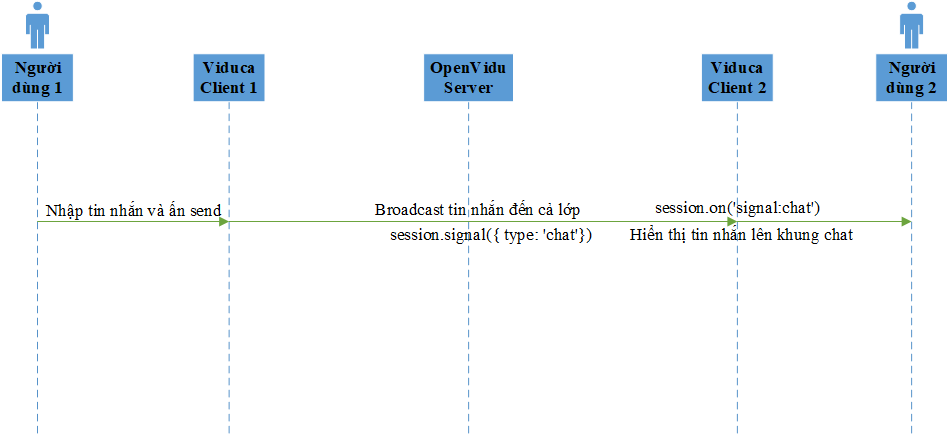 Người
dùng 1
Viduca
Client 1
OpenVidu
Server
Viduca
Client 2
Người
dùng 2
Nhập tin nhắn và ấn send
Broadcast tin nhắn đến cả lớp
session.signal({ type: 'chat'})
session.on('signal:chat')
Hiển thị tin nhắn lên khung chat